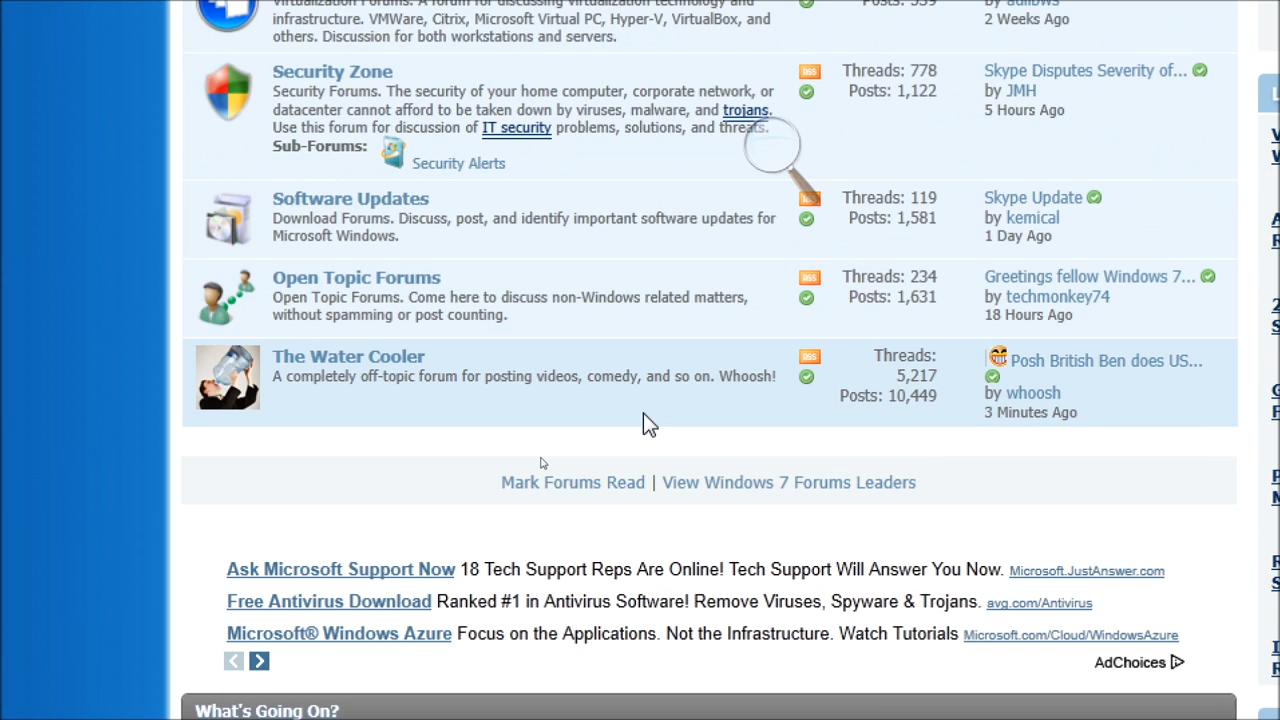 Virtualization Forums. A forum for discussing virtualization technology and
infrastructure. VMWare, Citrix, Microsoft Virtual PC, Hyper-V, VirtualBox, and
others. Discussion for both workstations and servers.
2 Weeks Ago
Security Zone
Security Forums. The security of your home computer, corporate network, or
datacenter cannot afford to be taken down by viruses, malware, and trojans.
Use this forum for discussion of IT security problems, solutions, and threats.
Sub-Forums:
Security Alerts
RSS
Threads: 778
Posts: 1,122
Skype Disputes Severity of...
by JMH
5 Hours Ago
Software Updates
Download Forums. Discuss, post, and identify important software updates for
Microsoft Windows.
Threads: 119
Posts: 1,581
Skype Update
by kemical
1 Day Ago
Open Topic Forums
Open Topic Forums. Come here to discuss non-Windows related matters,
without spamming or post counting.
RSS
Threads: 234
Posts: 1,631
Greetings fellow Windows 7...
by techmonkey74
18 Hours Ago
The Water Cooler
A completely off-topic forum for posting videos, comedy, and so on. Whoosh!
RSS
Threads:
5,217
Posts: 10,449
Posh British Ben does US...
by whoosh
3 Minutes Ago
Mark Forums Read | View Windows 7 Forums Leaders
Ask Microsoft Support Now 18 Tech Support Reps Are Online! Tech Support Will Answer You Now. Microsoft.JustAnswer.com
Free Antivirus Download Ranked #1 in Antivirus Software! Remove Viruses, Spyware & Trojans. avg.com/Antivirus
Microsoft® Windows Azure Focus on the Applications. Not the Infrastructure. Watch Tutorials Microsoft.com/Cloud/WindowsAzure
AdChoices
What's Going On?